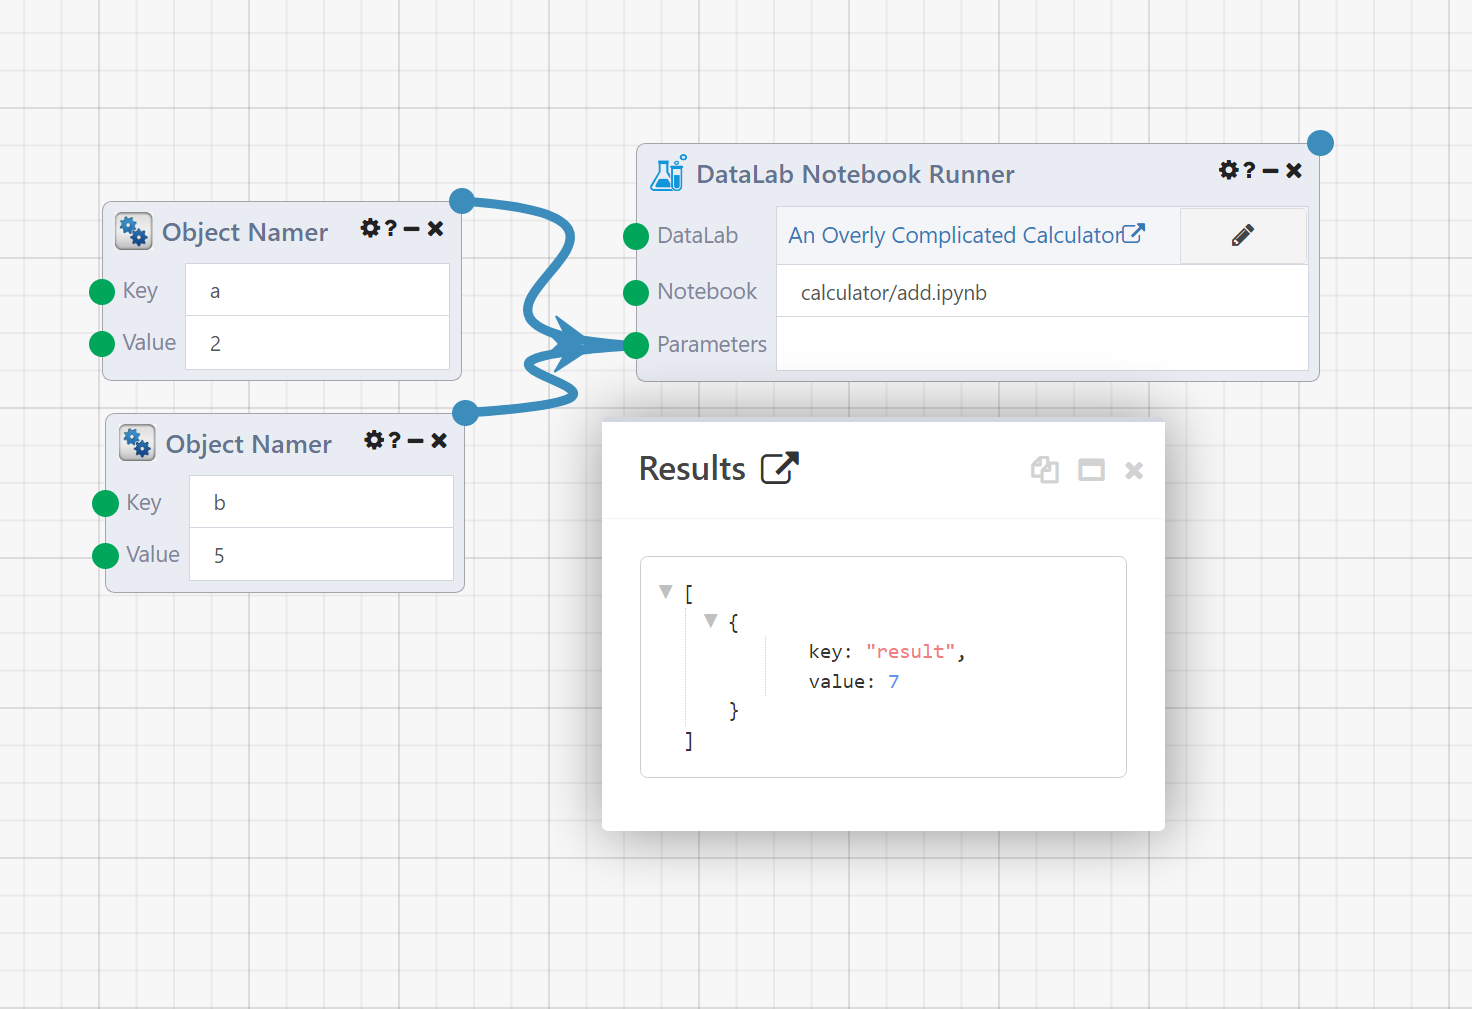 Object Namer ?
Key a
Value 2
Object Namer ?
Key b
Value 5
DataLab Notebook Runner ?
DataLab An Overly Complicated Calculator
Notebook calculator/add.ipynb
Parameters
Results
[
{
key: "result",
value: 7
}
]